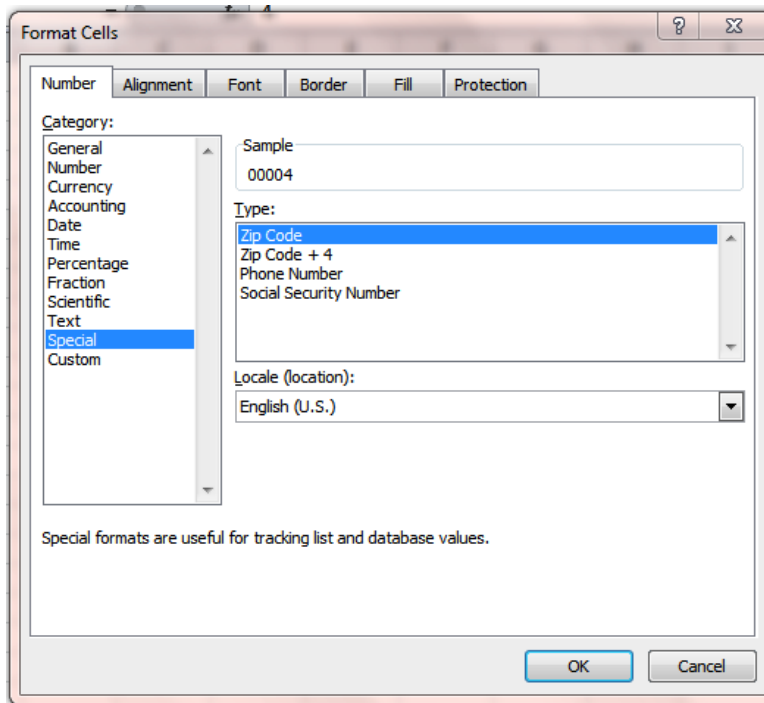 4
Format Cells
Number Alignment Font Border Fill Protection
Category:
General
Number
Currency
Accounting
Date
Time
Percentage
Fraction
Scientific
Text
Special
Custom
Sample
00004
Type:
Zip Code
Zip Code + 4
Phone Number
Social Security Number
Locale (location):
English (U.S.)
Special formats are useful for tracking list and database values.
OK Cancel